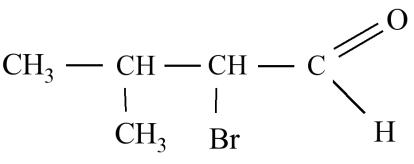 O
CH₃ — CH — CH — C
CH₃ Br H